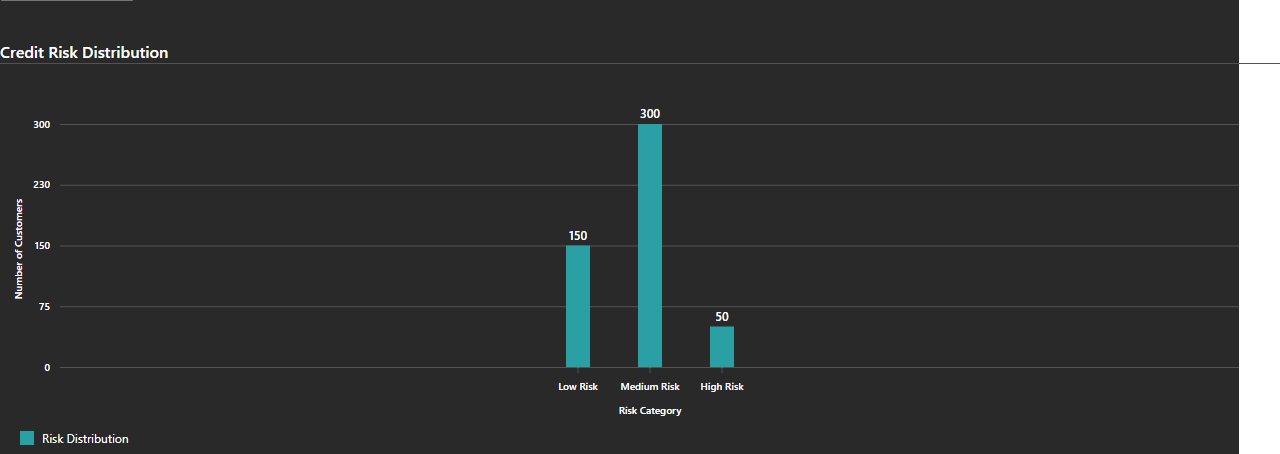 Credit Risk Distribution
300
300
230
150
150
75
50
0
Number of Customers
Low Risk
Medium Risk
High Risk
Risk Category
Risk Distribution